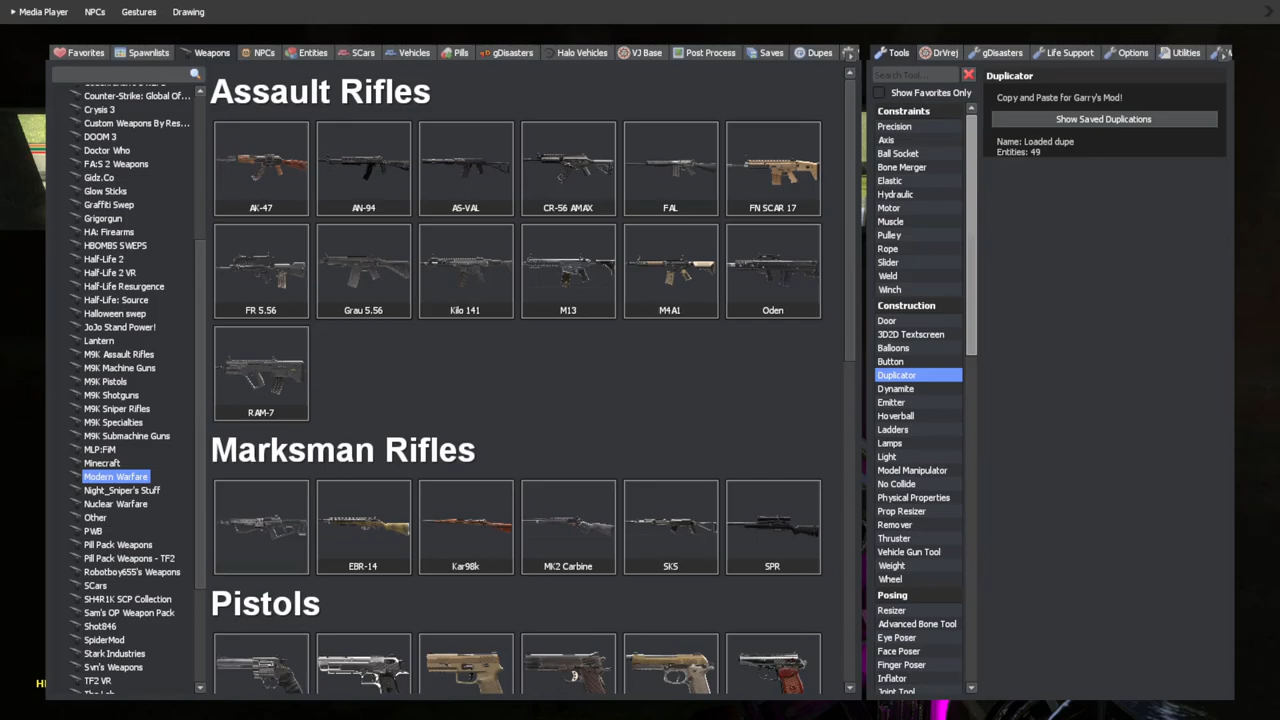 Media Player NPCs Gestures Drawing
Favorites Spawnlists Weapons NPCs Entities SCars Vehicles Pills gDisasters Halo Vehicles VJ Base Post Process Saves Dupes
Counter-Strike: Global Of...
Crysis 3
Custom Weapons By Res...
DOOM 3
Doctor Who
FA:S 2 Weapons
Gidz.Co
Glow Sticks
Graffiti Swep
Grigorgun
HA: Firearms
HBOMBS SWEPS
Half-Life 2
Half-Life 2 VR
Half-Life Resurgence
Half-Life: Source
Halloween swep
JoJo Stand Power!
Lantern
M9K Assault Rifles
M9K Machine Guns
M9K Pistols
M9K Shotguns
M9K Sniper Rifles
M9K Specialties
M9K Submachine Guns
MLP:FiM
Minecraft
Modern Warfare
Night_Sniper's Stuff
Nuclear Warfare
Other
PWB
Pill Pack Weapons
Pill Pack Weapons - TF2
Robotboy655's Weapons
SCars
SH4R1K SCP Collection
Sam's OP Weapon Pack
Shot846
SpiderMod
Stark Industries
Svn's Weapons
TF2 VR
Assault Rifles
AK-47 AN-94 AS-VAL CR-56 AMAX FAL FN SCAR 17
FR 5.56 Grau 5.56 Kilo 141 M13 M4A1 Oden
RAM-7
Marksman Rifles
EBR-14 Kar98k MK2 Carbine SKS SPR
Pistols
Tools DrVrej gDisasters Life Support Options Utilities
Search Tool...
Show Favorites Only
Constraints
Precision
Axis
Ball Socket
Bone Merger
Elastic
Hydraulic
Motor
Muscle
Pulley
Rope
Slider
Weld
Winch
Construction
Door
3D2D Textscreen
Balloons
Button
Duplicator
Dynamite
Emitter
Hoverball
Ladders
Lamps
Light
Model Manipulator
No Collide
Physical Properties
Prop Resizer
Remover
Thruster
Vehicle Gun Tool
Weight
Wheel
Posing
Resizer
Advanced Bone Tool
Eye Poser
Face Poser
Finger Poser
Inflator
Joint Tool
Duplicator
Copy and Paste for Garry's Mod!
Show Saved Duplications
Name: Loaded dupe
Entities: 49